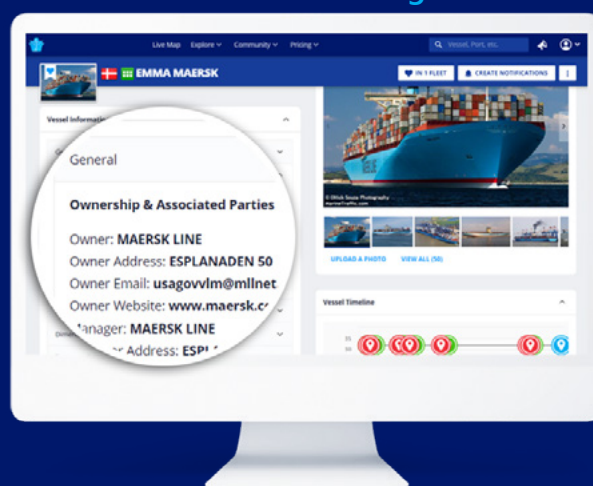 Live Map Explore Community Pricing
Vessel, Port, etc.
EMMA MAERSK
IN 1 FLEET
CREATE NOTIFICATIONS
Vessel Information
General
Ownership & Associated Parties
Owner: MAERSK LINE
Owner Address: ESPLANADEN 50
Owner Email: usagovvlm@mllnet
Owner Website: www.maersk.c
Manager: MAERSK LINE
Address: ESPL
UPLOAD A PHOTO VIEW ALL (50)
Vessel Timeline